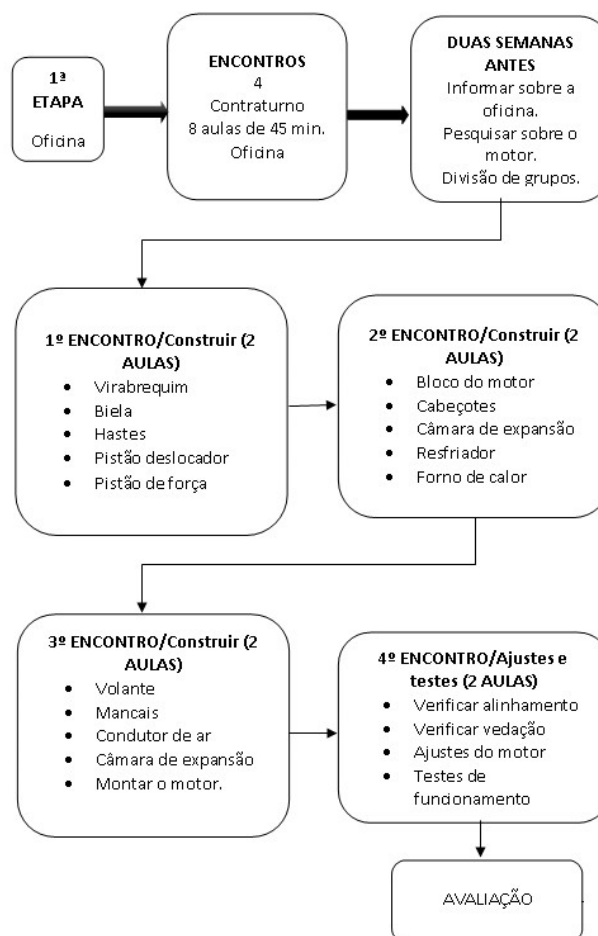 1ª
ETAPA
Oficina
ENCONTROS
4
Contraturno
8 aulas de 45 min.
Oficina
DUAS SEMANAS
ANTES
Informar sobre a
oficina.
Pesquisar sobre o
motor.
Divisão de grupos.
1º ENCONTRO/Construir (2
AULAS)
• Virabrequim
• Biela
• Hastes
• Pistão deslocador
• Pistão de força
2º ENCONTRO/Construir (2
AULAS)
• Bloco do motor
• Cabeçotes
• Câmara de expansão
• Resfriador
• Forno de calor
3º ENCONTRO/Construir (2
AULAS)
• Volante
• Mancais
• Condutor de ar
• Câmara de expansão
• Montar o motor.
4º ENCONTRO/Ajustes e
testes (2 AULAS)
• Verificar alinhamento
• Verificar vedação
• Ajustes do motor
• Testes de
funcionamento
AVALIAÇÃO